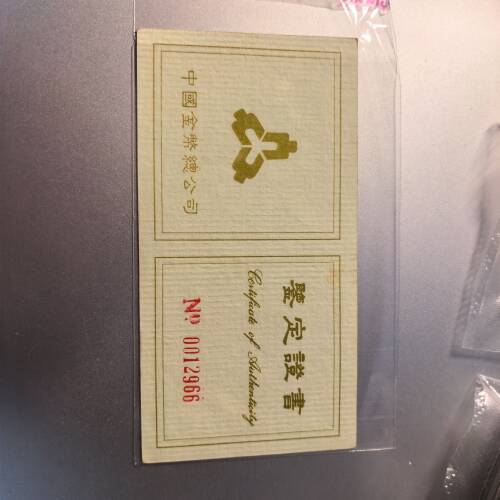 中國金幣總公司
鑒定證書
Certificate of Authenticity
Nº 0012966